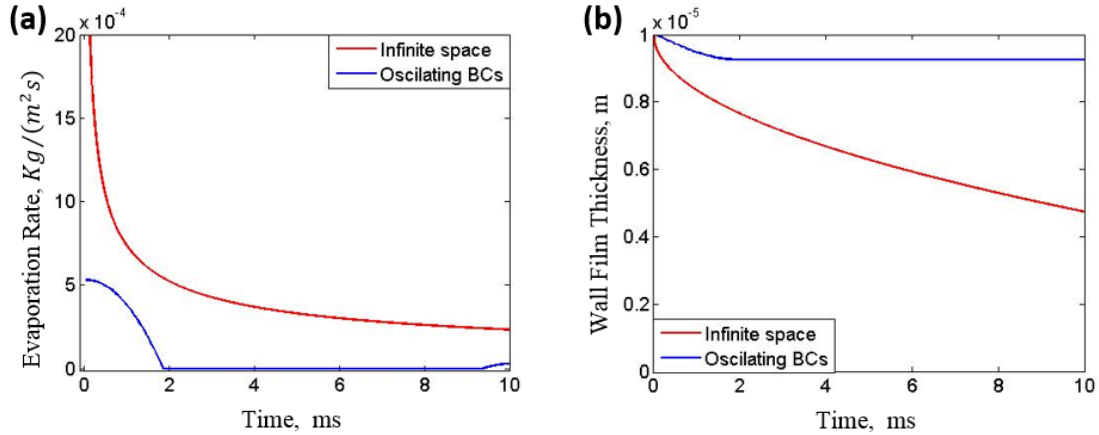 (a)
x 10^-4
20
15
10
5
0
Evaporation Rate, Kg/(m²s)
Infinite space
Oscilating BCs
0 2 4 6 8 10
Time, ms
(b)
x 10^-5
1
0.8
0.6
0.4
0.2
0
Wall Film Thickness, m
Infinite space
Oscilating BCs
0 2 4 6 8 10
Time, ms